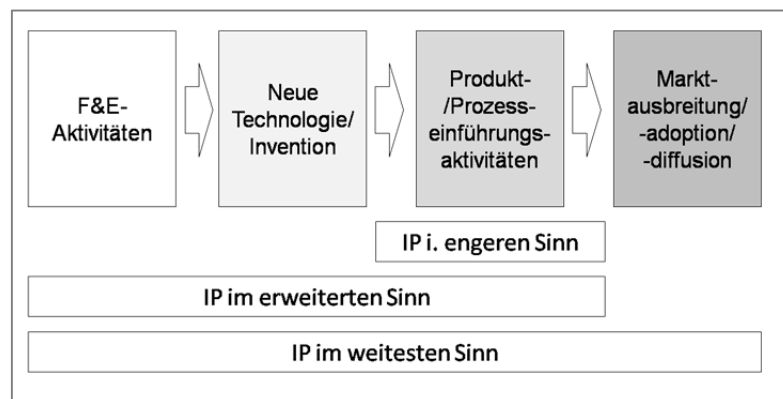 F&E-
Aktivitäten
Neue
Technologie/
Invention
Produkt-
/Prozess-
einführungs-
aktivitäten
Markt-
ausbreitung/
-adoption/
-diffusion
IP i. engeren Sinn
IP im erweiterten Sinn
IP im weitesten Sinn